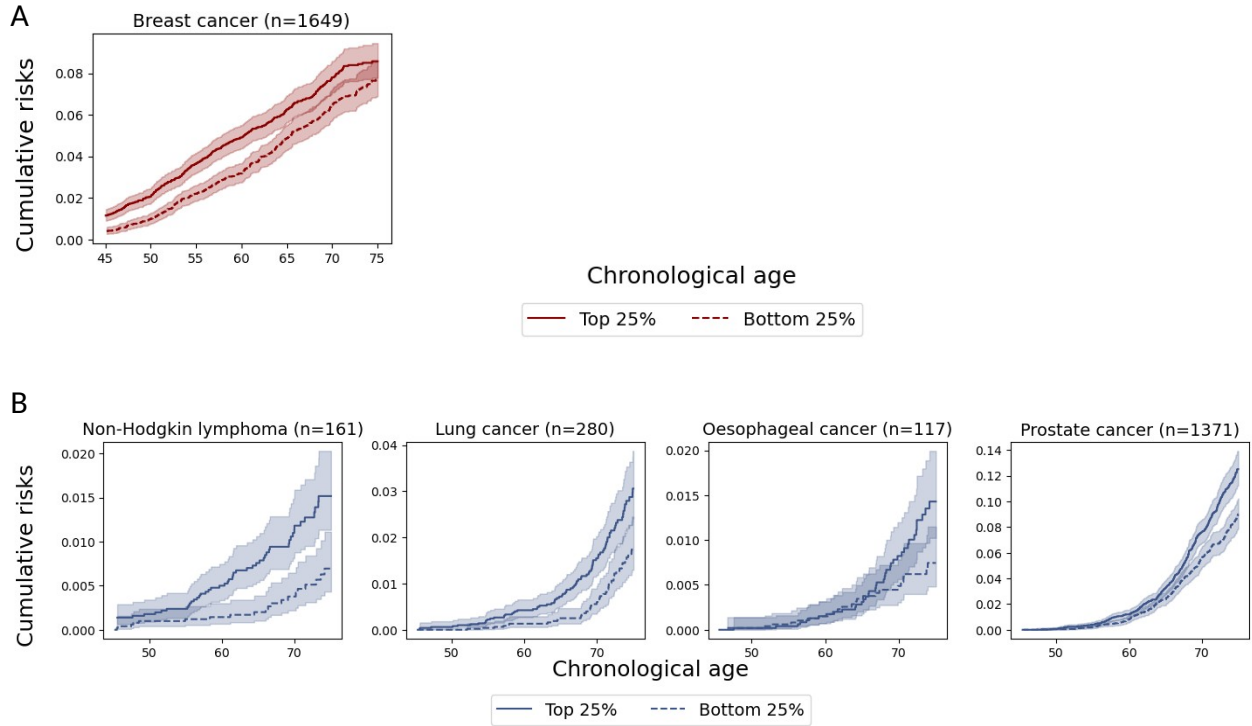 A
Breast cancer (n=1649)
Cumulative risks
0.08
0.06
0.04
0.02
0.00
45 50 55 60 65 70 75
Chronological age
Top 25% Bottom 25%
B
Non-Hodgkin lymphoma (n=161)
Cumulative risks
0.020
0.015
0.010
0.005
0.000
50 60 70
Lung cancer (n=280)
0.04
0.03
0.02
0.01
0.00
50 60 70
Oesophageal cancer (n=117)
0.020
0.015
0.010
0.005
0.000
50 60 70
Prostate cancer (n=1371)
0.14
0.12
0.10
0.08
0.06
0.04
0.02
0.00
50 60 70
Chronological age
Top 25% Bottom 25%